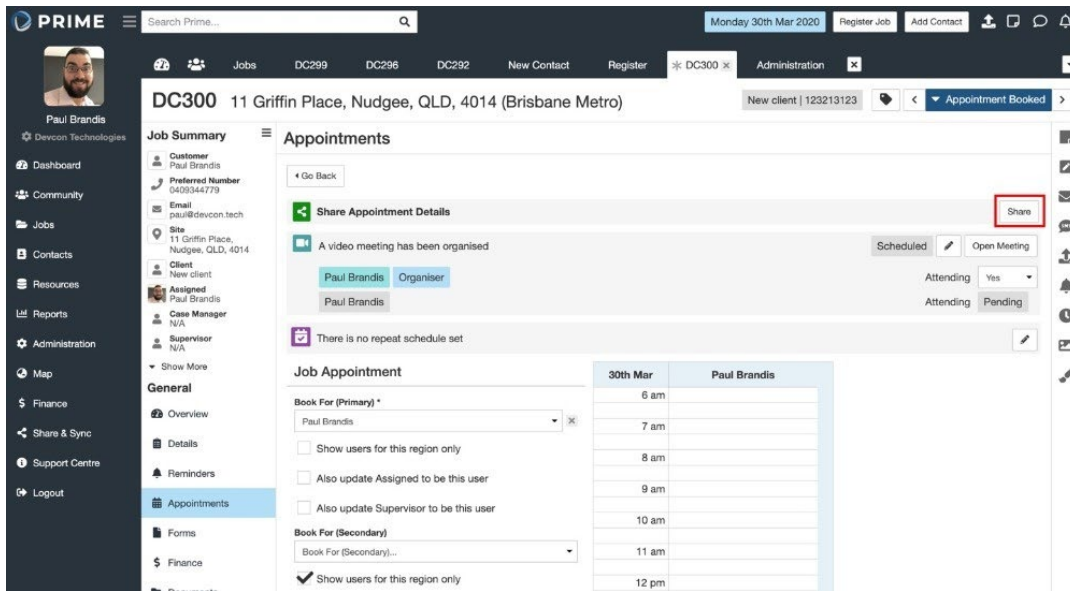 PRIME
Search Prime...
Monday 30th Mar 2020
Register Job
Add Contact
Paul Brandis
Devcon Technologies
Dashboard
Community
Jobs
Contacts
Resources
Reports
Administration
Map
Finance
Share & Sync
Support Centre
Logout
Jobs DC299 DC296 DC292 New Contact Register DC300 Administration
DC300 11 Griffin Place, Nudgee, QLD, 4014 (Brisbane Metro)
New client | 123213123
Appointment Booked
Job Summary
Customer
Paul Brandis
Preferred Number
0409344779
Email
paul@devcon.tech
Site
11 Griffin Place,
Nudgee, QLD, 4014
Client
New client
Assigned
Paul Brandis
Case Manager
N/A
Supervisor
N/A
Show More
General
Overview
Details
Reminders
Appointments
Forms
Finance
Appointments
Go Back
Share Appointment Details
Share
A video meeting has been organised
Scheduled
Open Meeting
Paul Brandis Organiser
Attending Yes
Paul Brandis
Attending Pending
There is no repeat schedule set
Job Appointment
Book For (Primary) *
Paul Brandis
Show users for this region only
Also update Assigned to be this user
Also update Supervisor to be this user
Book For (Secondary)
Book For (Secondary)...
Show users for this region only
30th Mar Paul Brandis
6 am
7 am
8 am
9 am
10 am
11 am
12 pm